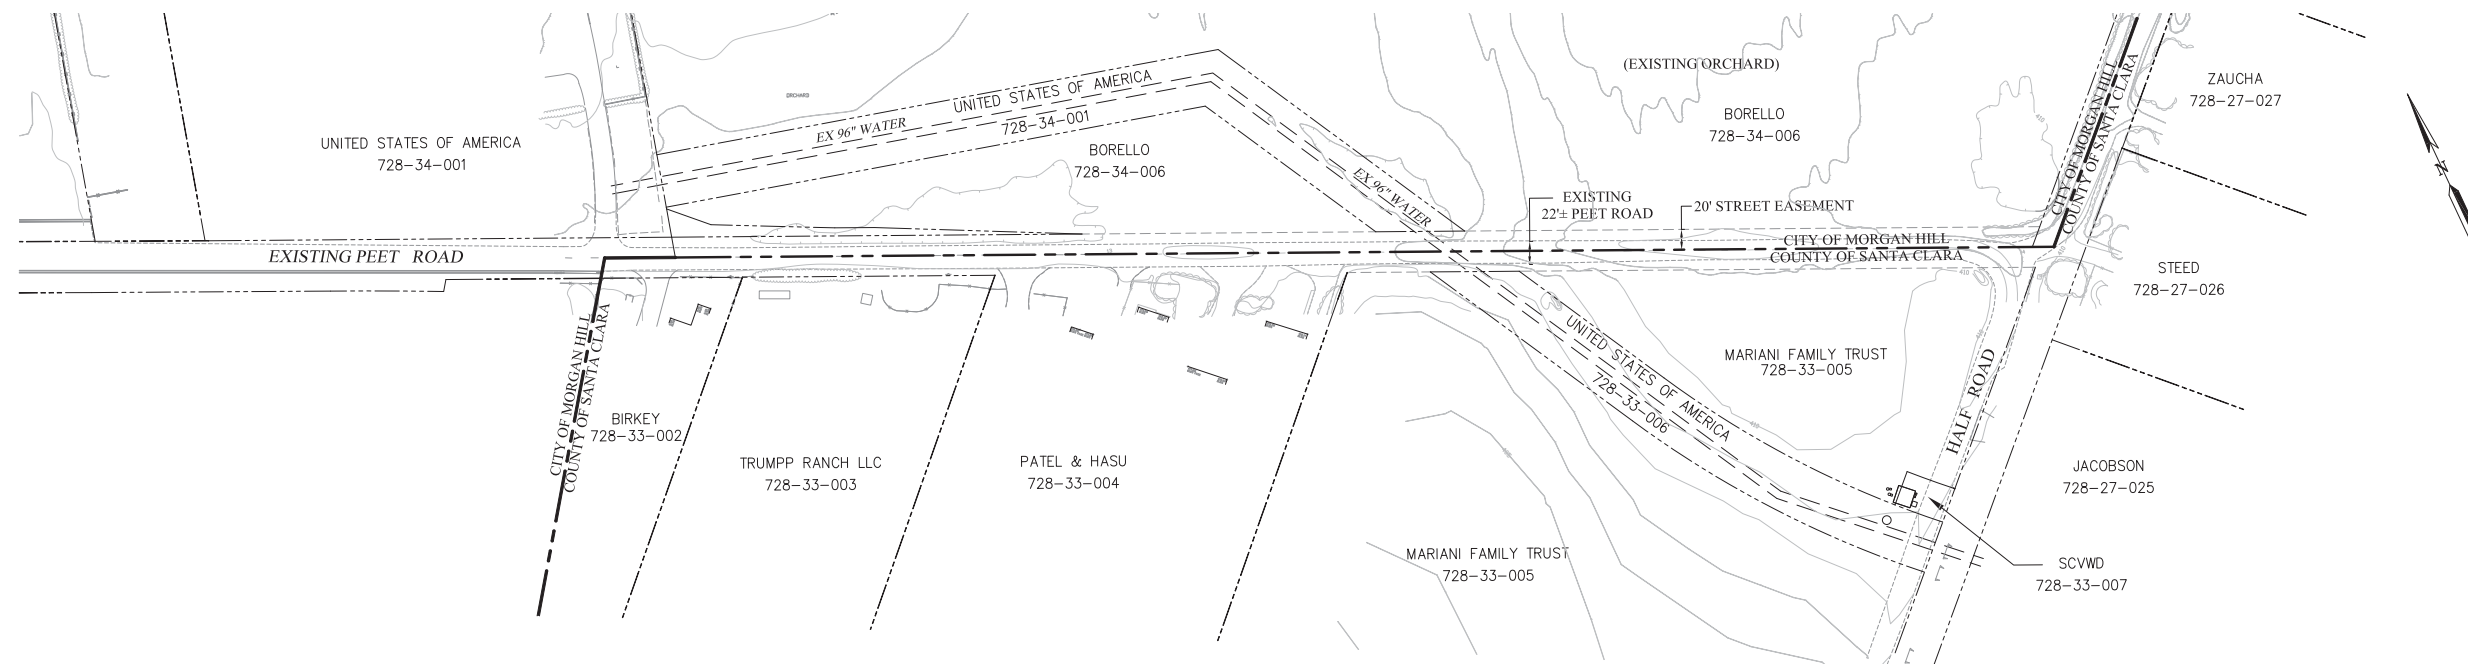 (EXISTING ORCHARD)
ZAUCHA
728-27-027
UNITED STATES OF AMERICA
728-34-001
ORCHARD
EX 96" WATER
UNITED STATES OF AMERICA
728-34-001
BORELLO
728-34-006
BORELLO
728-34-006
EX 96" WATER
EXISTING
22'± PEET ROAD
20' STREET EASEMENT
CITY OF MORGAN HILL
COUNTY OF SANTA CLARA
N
EXISTING PEET ROAD
CITY OF MORGAN HILL
COUNTY OF SANTA CLARA
STEED
728-27-026
410
410
410
CITY OF MORGAN HILL
COUNTY OF SANTA CLARA
BIRKEY
728-33-002
TRUMPP RANCH LLC
728-33-003
PATEL & HASU
728-33-004
UNITED STATES OF AMERICA
728-33-006
MARIANI FAMILY TRUST
728-33-005
HALF ROAD
JACOBSON
728-27-025
MARIANI FAMILY TRUST
728-33-005
SCVWD
728-33-007